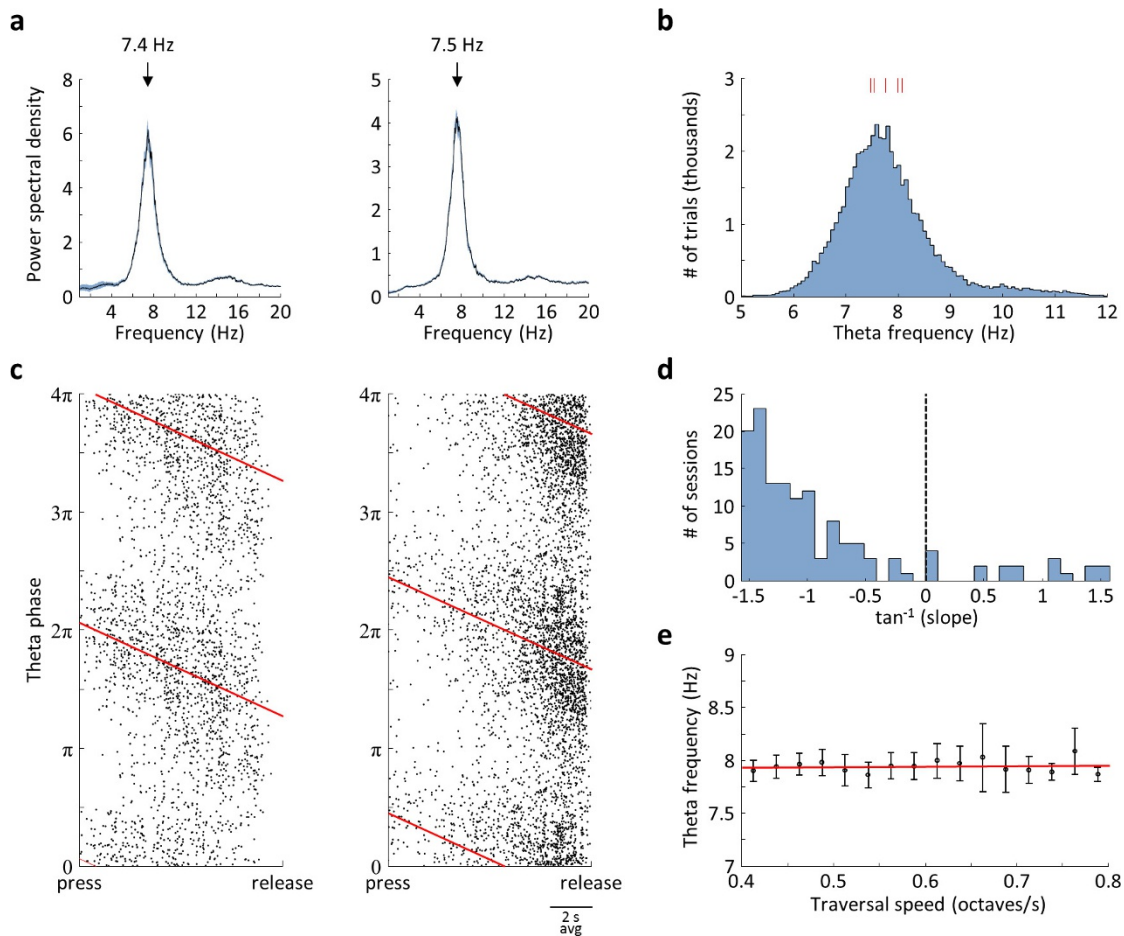 a
7.4 Hz
7.5 Hz
8
6
4
2
0
Power spectral density
4 8 12 16 20
Frequency (Hz)
5
4
3
2
1
0
4 8 12 16 20
Frequency (Hz)
b
3
2
1
0
# of trials (thousands)
5 6 7 8 9 10 11 12
Theta frequency (Hz)
c
4π
3π
2π
π
0
Theta phase
press release
4π
3π
2π
π
0
press release
2 s
avg
d
25
20
15
10
5
0
# of sessions
-1.5 -1 -0.5 0 0.5 1 1.5
tan⁻¹ (slope)
e
9
8.5
8
7.5
7
Theta frequency (Hz)
0.4 0.5 0.6 0.7 0.8
Traversal speed (octaves/s)